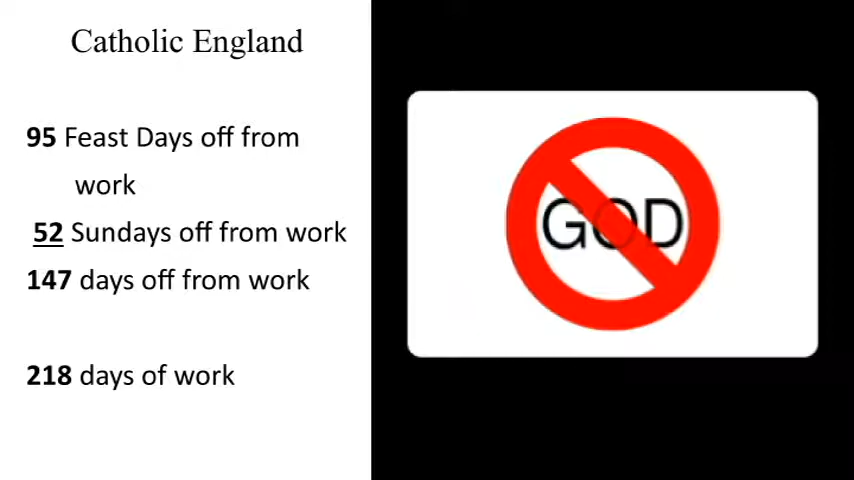 Catholic England
95 Feast Days off from
work
52 Sundays off from work
147 days off from work
218 days of work
GOD